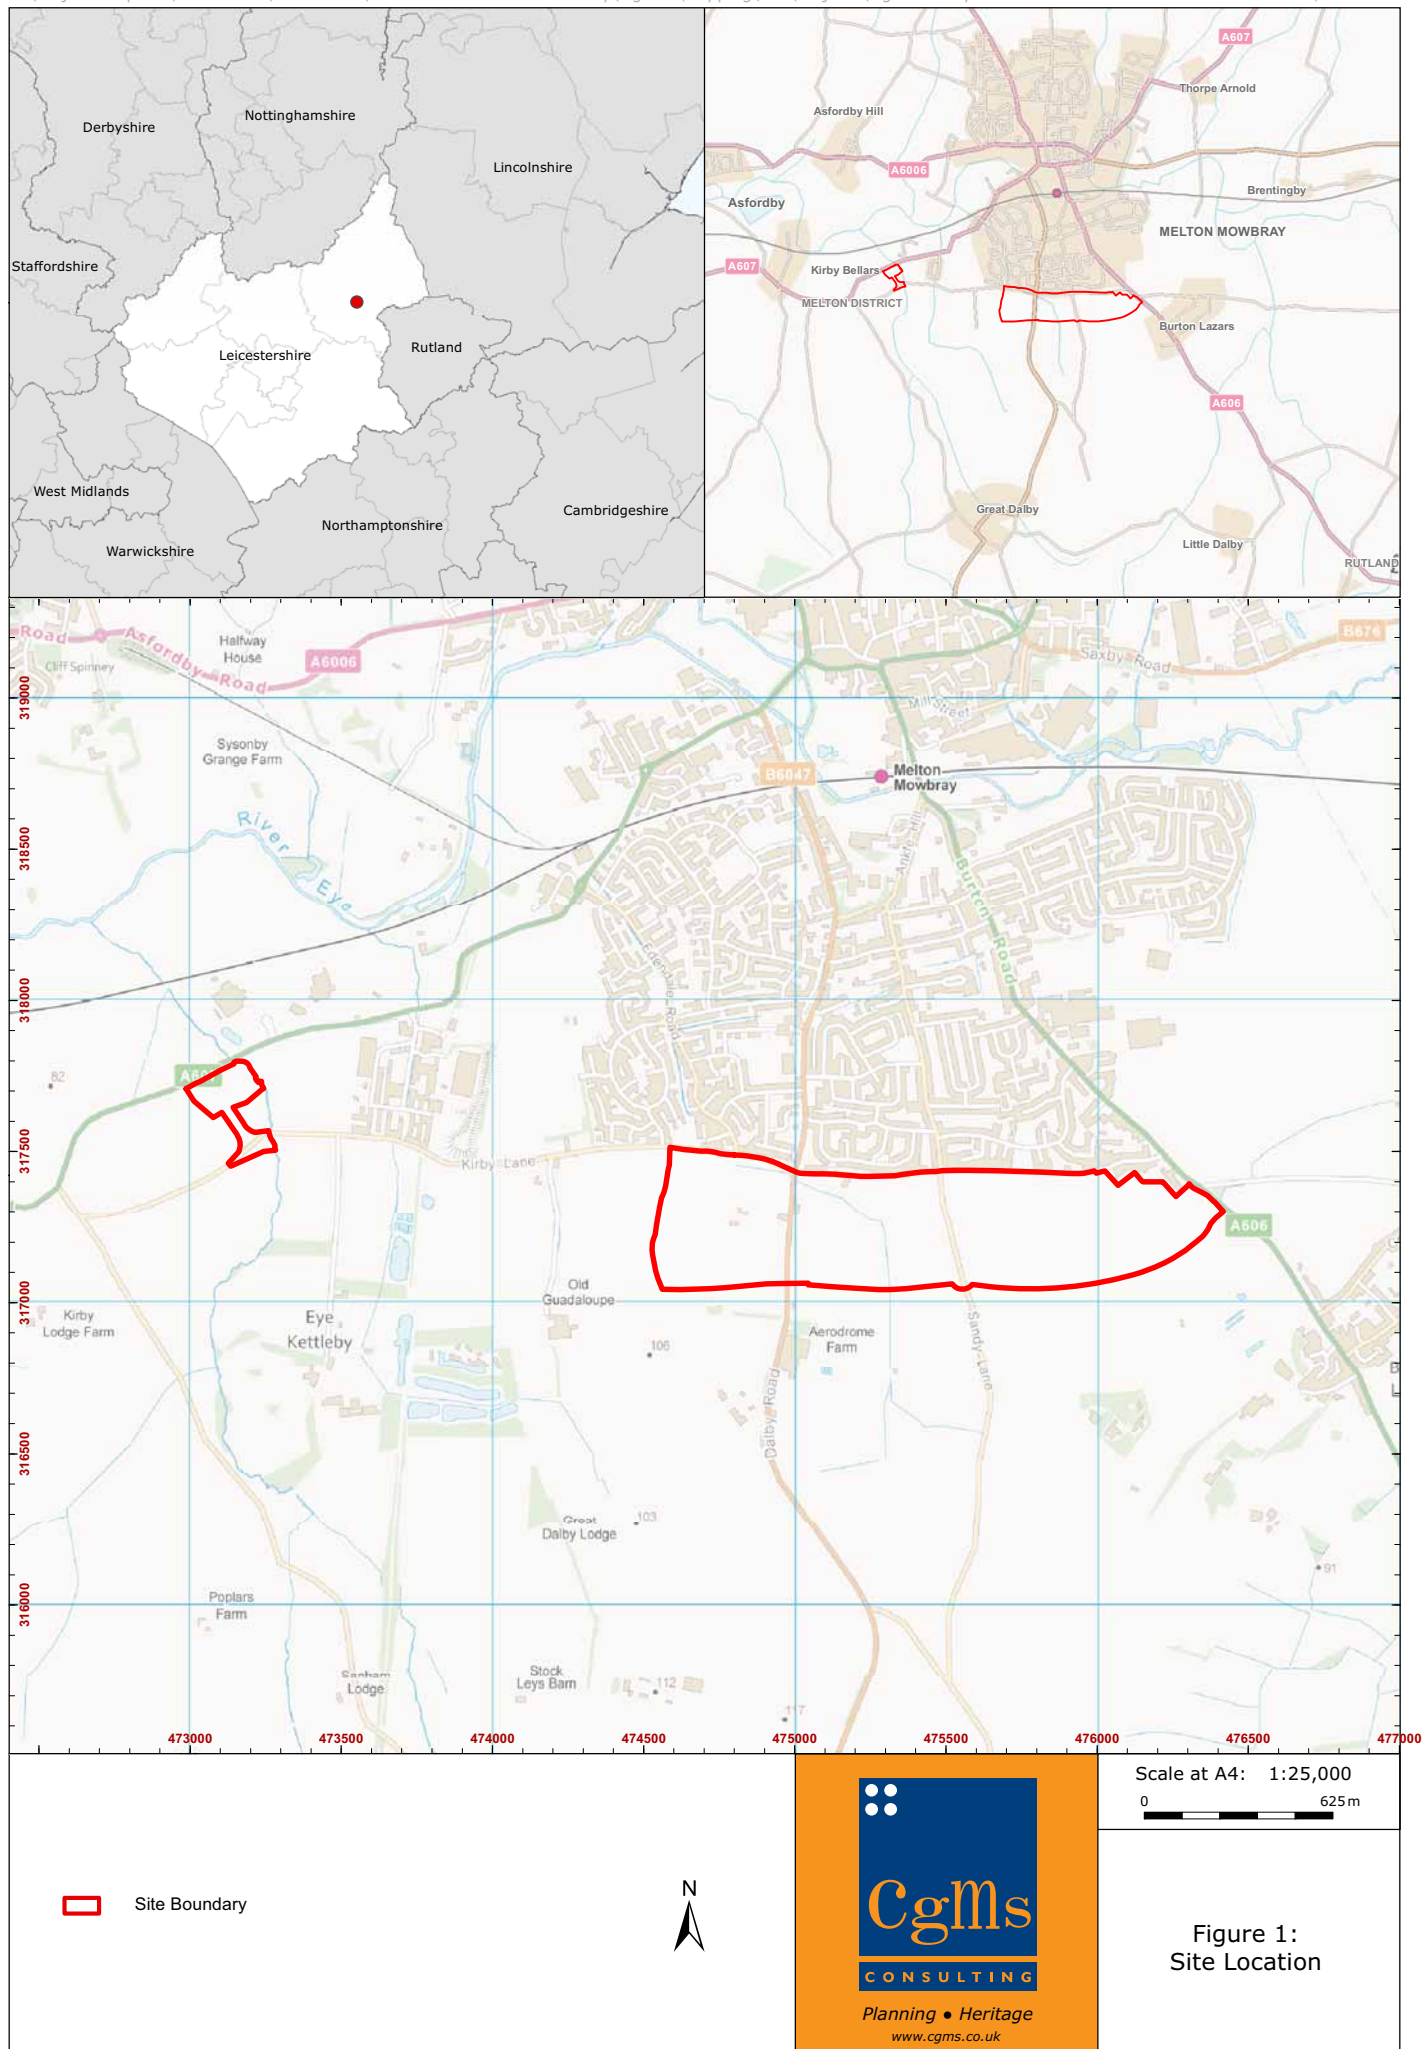 Derbyshire
Nottinghamshire
Lincolnshire
Staffordshire
Leicestershire
Rutland
West Midlands
Warwickshire
Northamptonshire
Cambridgeshire
A607
Thorpe Arnold
Asfordby Hill
A6006
Brentingby
Asfordby
MELTON MOWBRAY
A607
Kirby Bellars
MELTON DISTRICT
Burton Lazars
A606
Great Dalby
Little Dalby
RUTLAND
Road
Asfordby Road
Halfway
House
A6006
Cliff Spinney
B676
Saxby Road
Mill Street
Sysonby
Grange Farm
B6047
Melton
Mowbray
River Eye
Ankle Hill
Burton Road
Edendale Road
82
Kirby Lane
A606
Old
Guadaloupe
Kirby
Lodge Farm
Eye
Kettleby
106
Aerodrome
Farm
Sandy Lane
Dalby Road
Great
Dalby Lodge
103
91
Poplars
Farm
Sanham
Lodge
Stock
Leys Barn
112
117
319000
318500
318000
317500
317000
316500
316000
473000
473500
474000
474500
475000
475500
476000
476500
477000
Site Boundary
N
CgMs
CONSULTING
Planning • Heritage
www.cgms.co.uk
Scale at A4: 1:25,000
0 625m
Figure 1:
Site Location